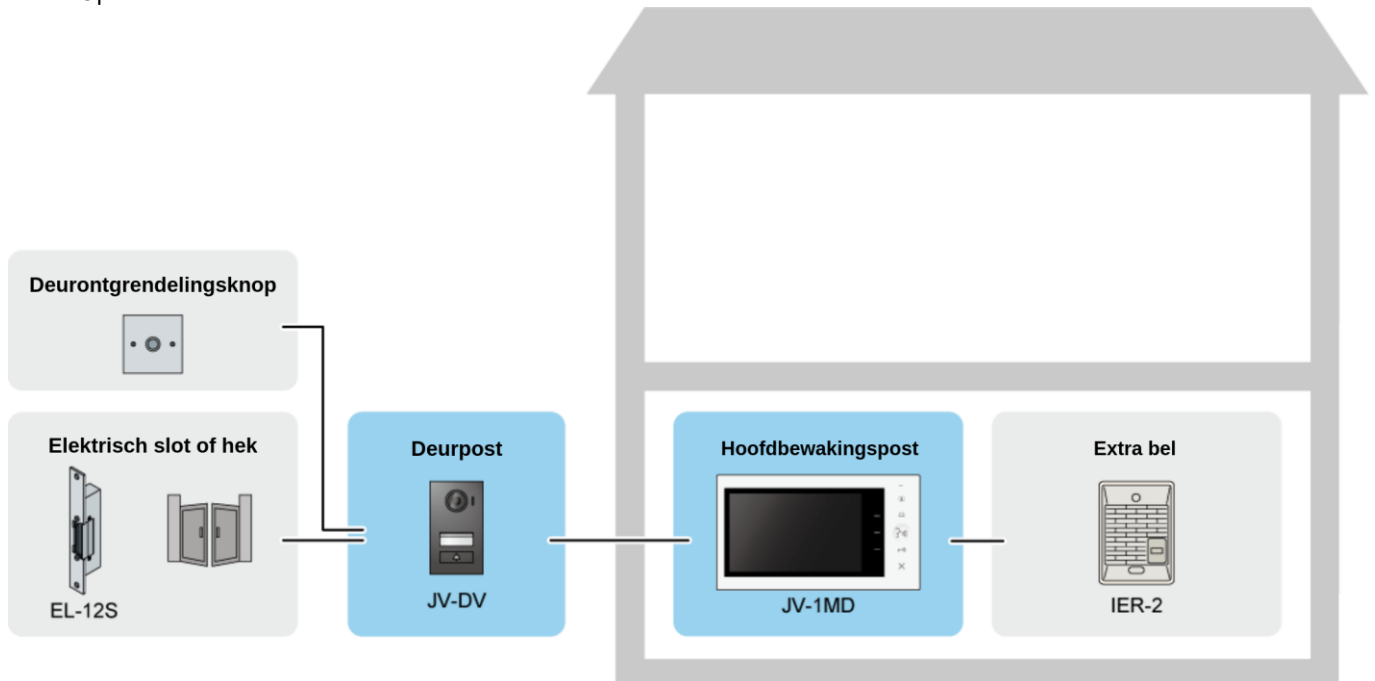 Deurontgrendelingsknop
Elektrisch slot of hek
EL-12S
Deurpost
JV-DV
Hoofdbewakingspost
JV-1MD
Extra bel
IER-2